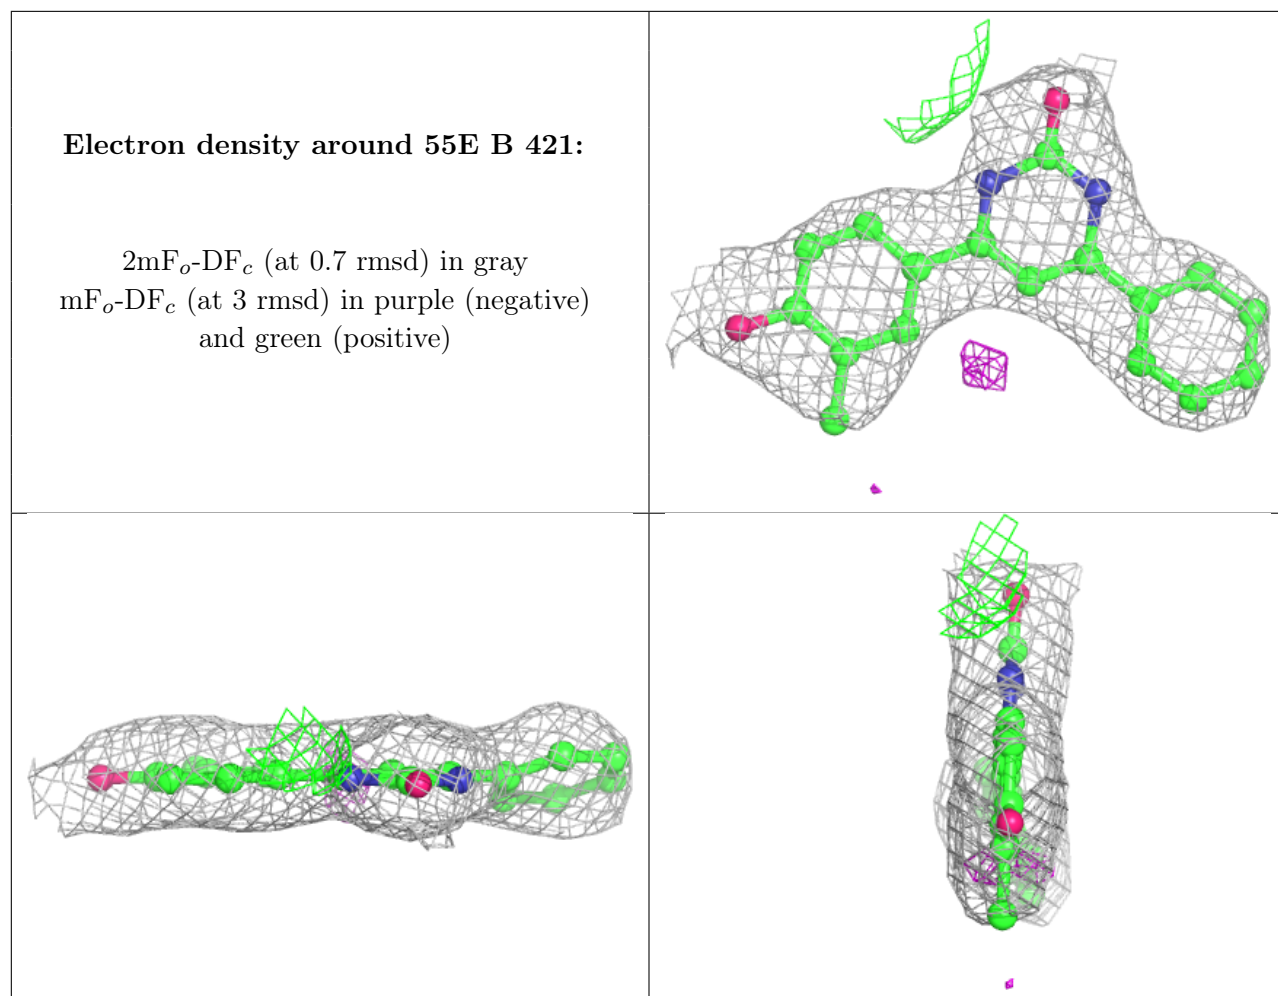 Electron density around 55E B 421:
2mFo-DFc (at 0.7 rmsd) in gray
mFo-DFc (at 3 rmsd) in purple (negative)
and green (positive)